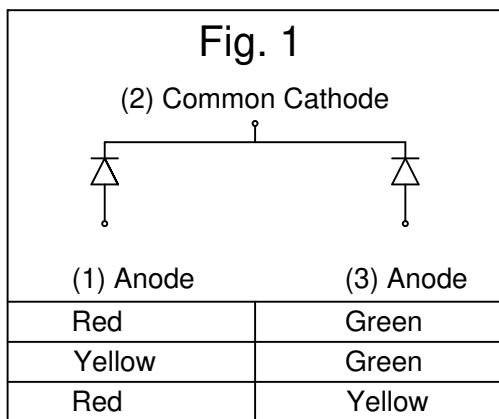 Fig. 1
(2) Common Cathode
(1) Anode (3) Anode
Red Green
Yellow Green
Red Yellow